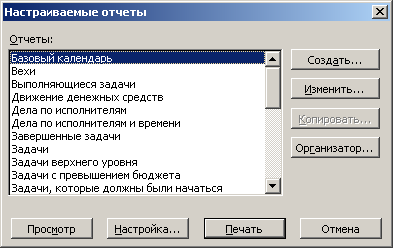 Настраиваемые отчеты
Отчеты:
Базовый календарь
Вехи
Выполняющиеся задачи
Движение денежных средств
Дела по исполнителям
Дела по исполнителям и времени
Завершенные задачи
Задачи
Задачи верхнего уровня
Задачи с превышением бюджета
Задачи, которые должны были начаться
Создать...
Изменить...
Копировать...
Организатор...
Просмотр
Настройка...
Печать
Отмена